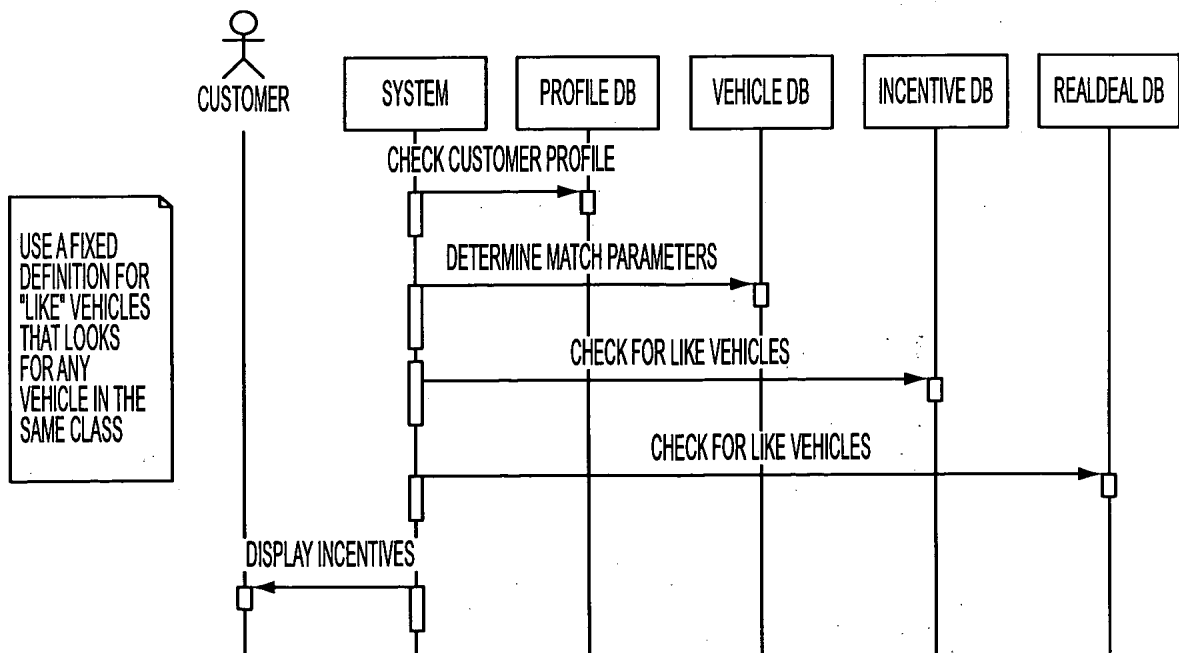 CUSTOMER
SYSTEM
PROFILE DB
VEHICLE DB
INCENTIVE DB
REALDEAL DB
CHECK CUSTOMER PROFILE
USE A FIXED
DEFINITION FOR
"LIKE" VEHICLES
THAT LOOKS
FOR ANY
VEHICLE IN THE
SAME CLASS
DETERMINE MATCH PARAMETERS
CHECK FOR LIKE VEHICLES
CHECK FOR LIKE VEHICLES
DISPLAY INCENTIVES